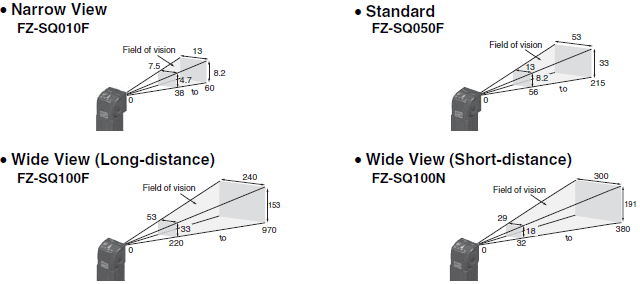 • Narrow View
FZ-SQ010F
Field of vision
13
7.5
4.7
8.2
0
38 to 60
• Standard
FZ-SQ050F
Field of vision
53
13
8.2
33
0
56 to 215
• Wide View (Long-distance)
FZ-SQ100F
Field of vision
240
53
33
153
0
220 to 970
• Wide View (Short-distance)
FZ-SQ100N
Field of vision
300
29
18
191
0
32 to 380